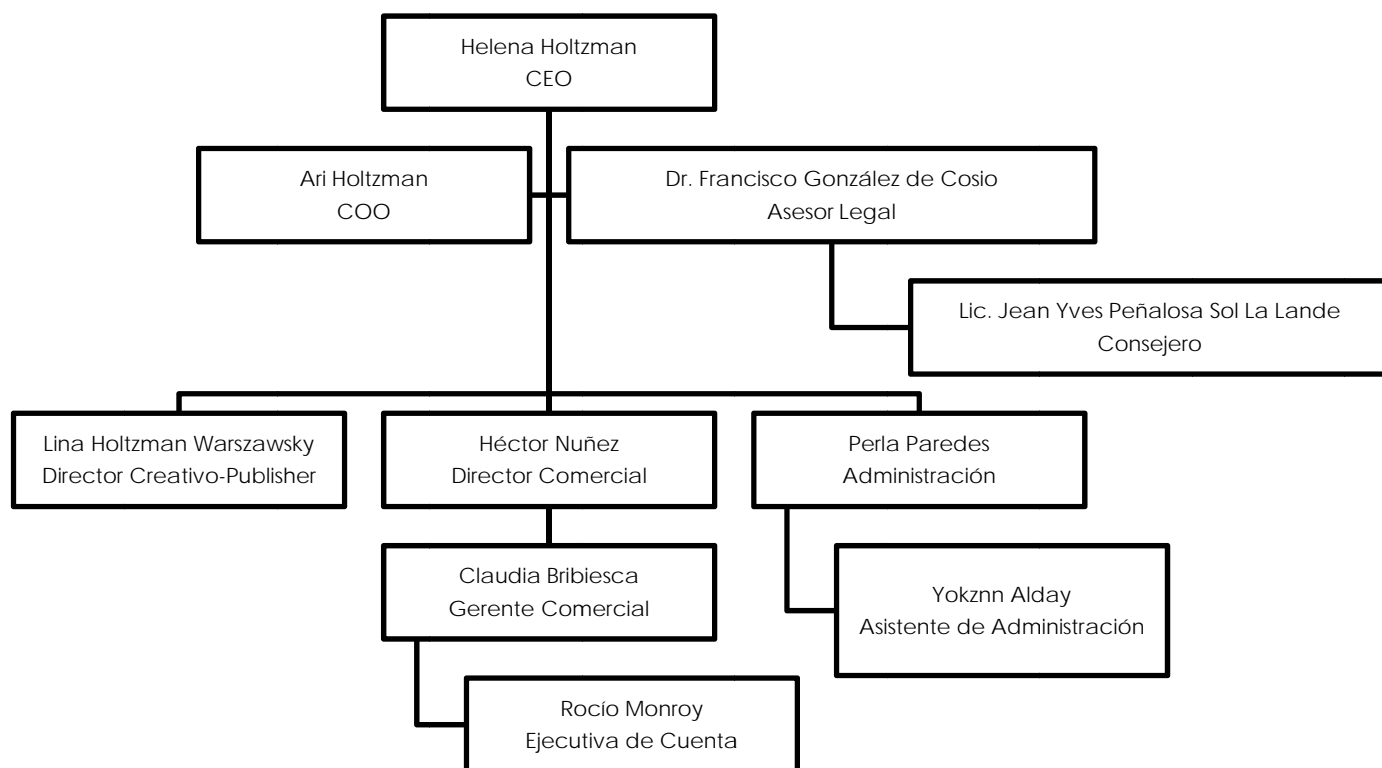 Helena Holtzman
CEO
Ari Holtzman
COO
Dr. Francisco González de Cosio
Asesor Legal
Lic. Jean Yves Peñalosa Sol La Lande
Consejero
Lina Holtzman Warszawsky
Director Creativo-Publisher
Héctor Nuñez
Director Comercial
Perla Paredes
Administración
Claudia Bribiesca
Gerente Comercial
Yokznn Alday
Asistente de Administración
Rocío Monroy
Ejecutiva de Cuenta